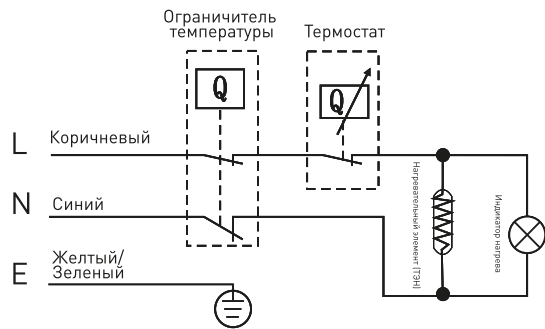 Ограничитель
температуры
Термостат
Q
Q
L
Коричневый
N
Синий
E
Желтый/
Зеленый
Нагревательный элемент (ТЭН)
Индикатор нагрева